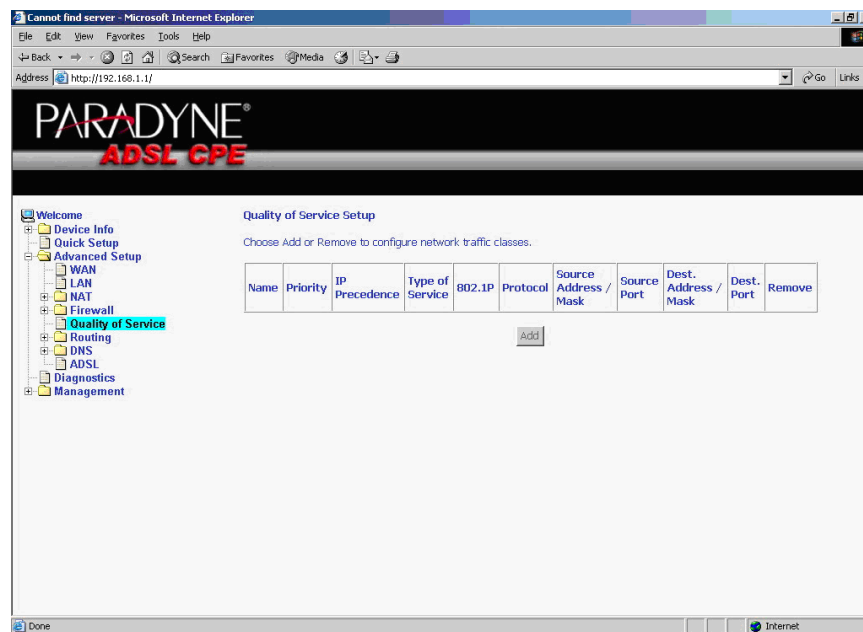 Cannot find server - Microsoft Internet Explorer
File Edit View Favorites Tools Help
Back Search Favorites Media
Address http://192.168.1.1/ Go Links
PARADYNE®
ADSL CPE
Welcome
Device Info
Quick Setup
Advanced Setup
WAN
LAN
NAT
Firewall
Quality of Service
Routing
DNS
ADSL
Diagnostics
Management
Quality of Service Setup
Choose Add or Remove to configure network traffic classes.
Name Priority IP Precedence Type of Service 802.1P Protocol Source Address / Mask Source Port Dest. Address / Mask Dest. Port Remove
Add
Done Internet